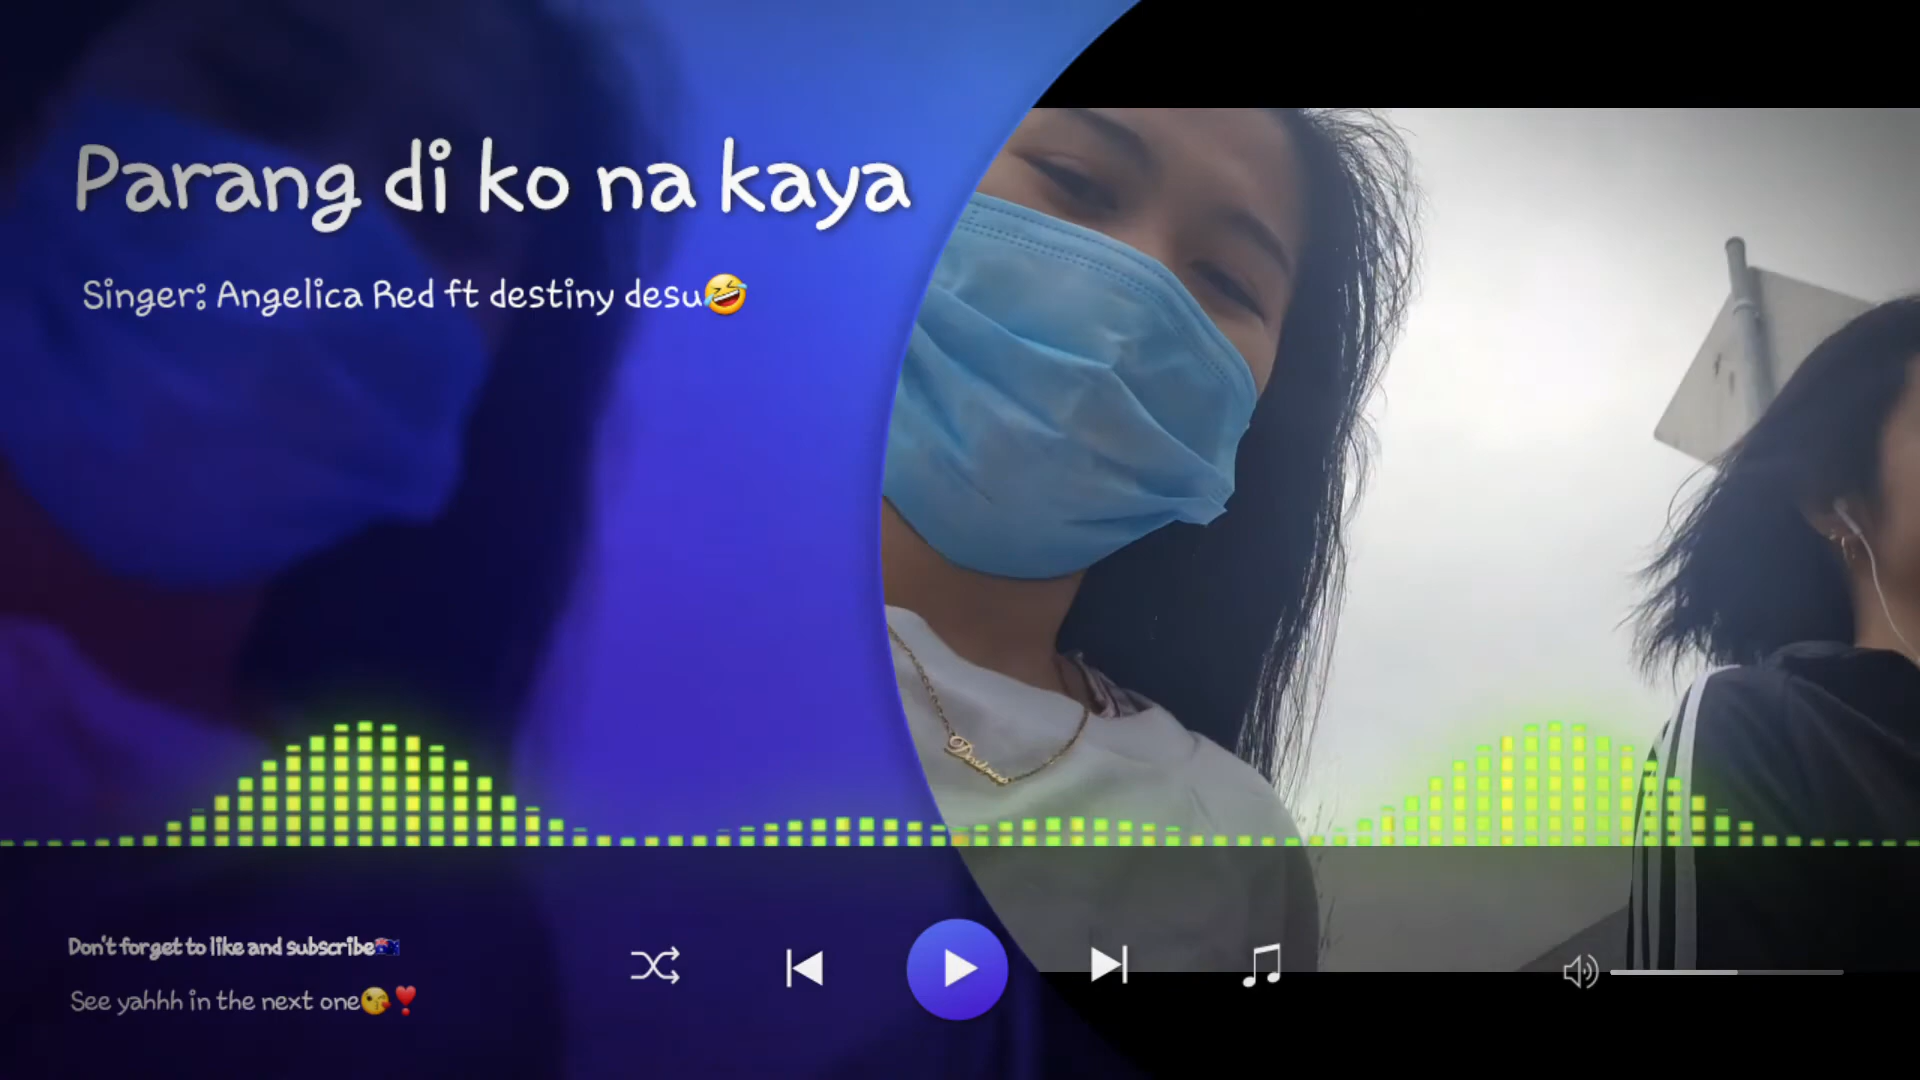 Parang di ko na kaya
Singer: Angelica Red ft destiny desu🤣
Don't forget to like and subscribe🇦🇺
See yahhh in the next one😘❣️